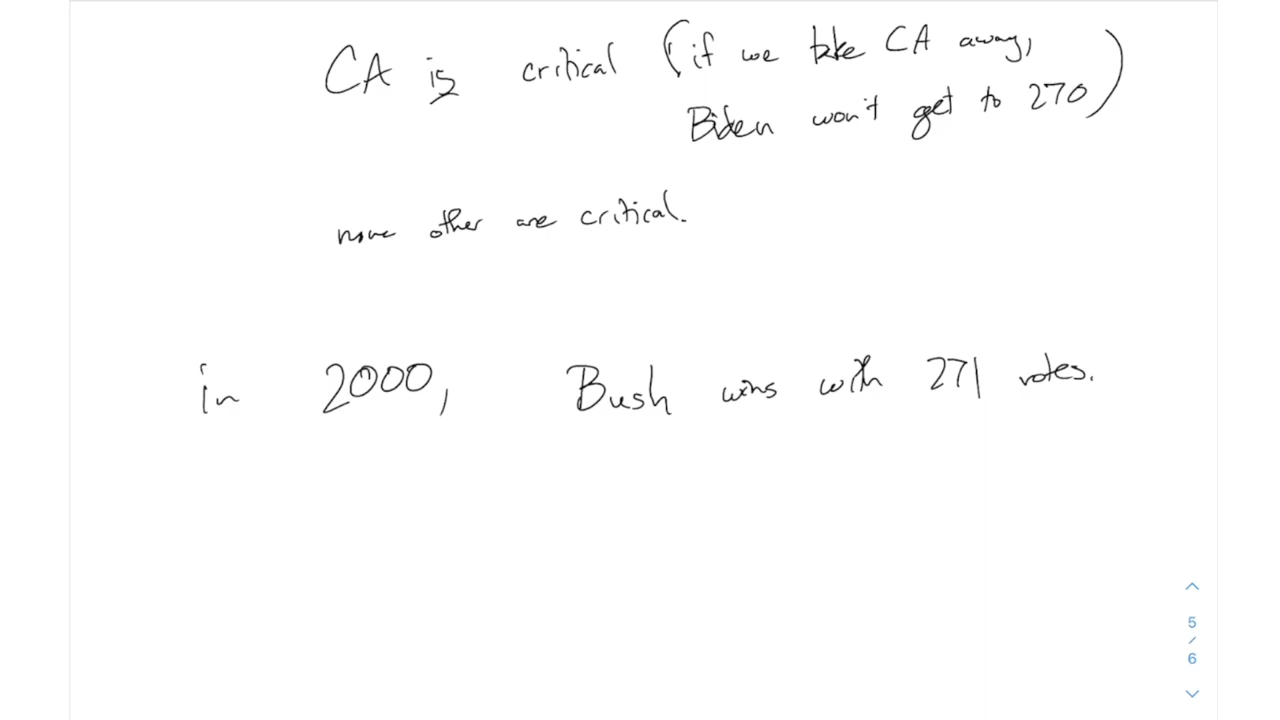 CA is critical (if we take CA away,
Biden won't get to 270)
none other are critical.
in 2000, Bush wins with 271 votes.
5
/
6